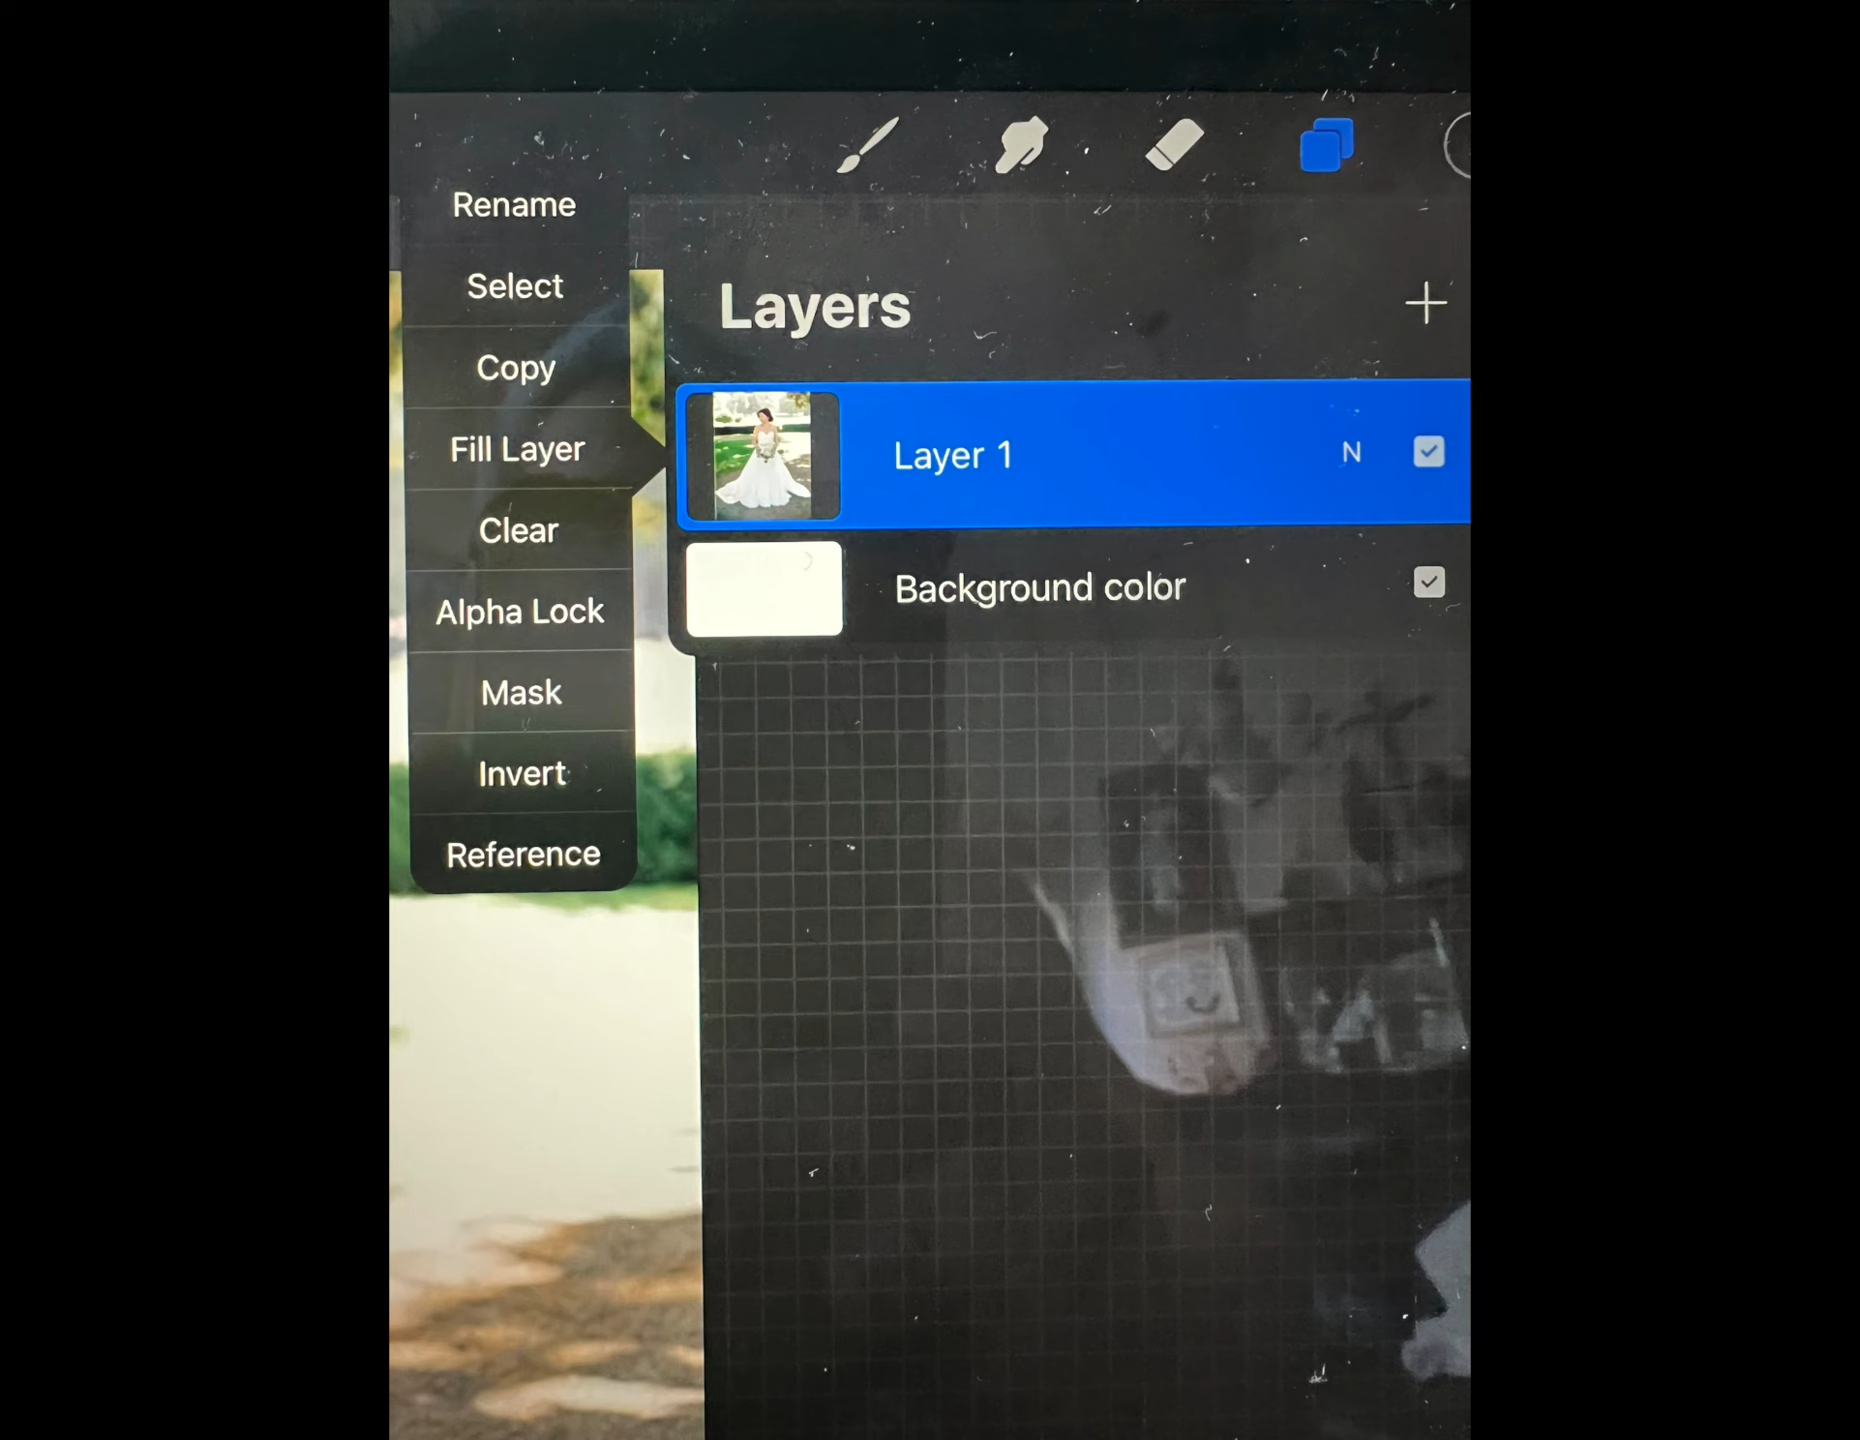 Rename
Select
Copy
Fill Layer
Clear
Alpha Lock
Mask
Invert
Reference
Layers
Layer 1 N
Background color